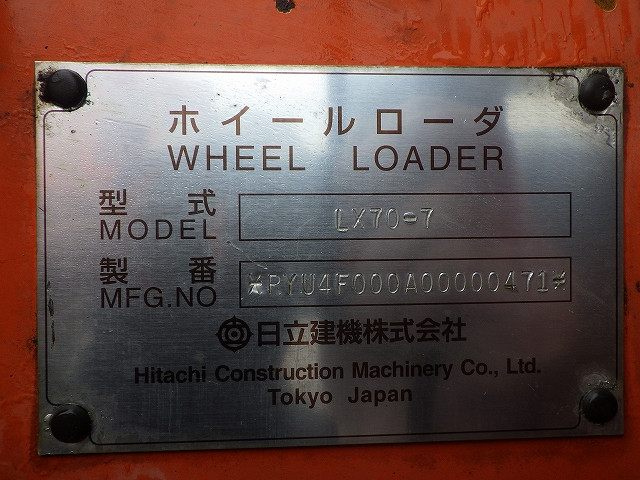 ホイールローダ
WHEEL LOADER
型式 LX70-7
MODEL
製番 *PYU4F000A00000471*
MFG.NO
日立建機株式会社
Hitachi Construction Machinery Co., Ltd.
Tokyo Japan